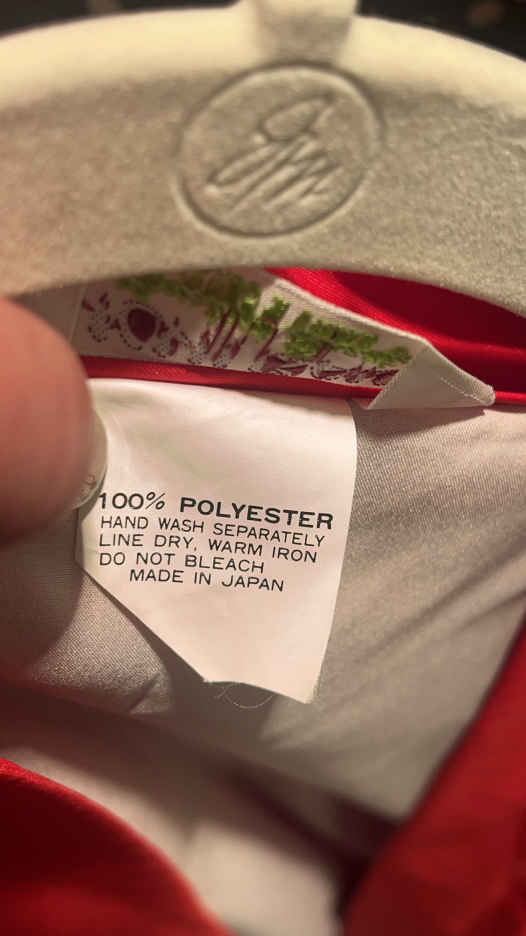 100% POLYESTER
HAND WASH SEPARATELY
LINE DRY, WARM IRON
DO NOT BLEACH
MADE IN JAPAN